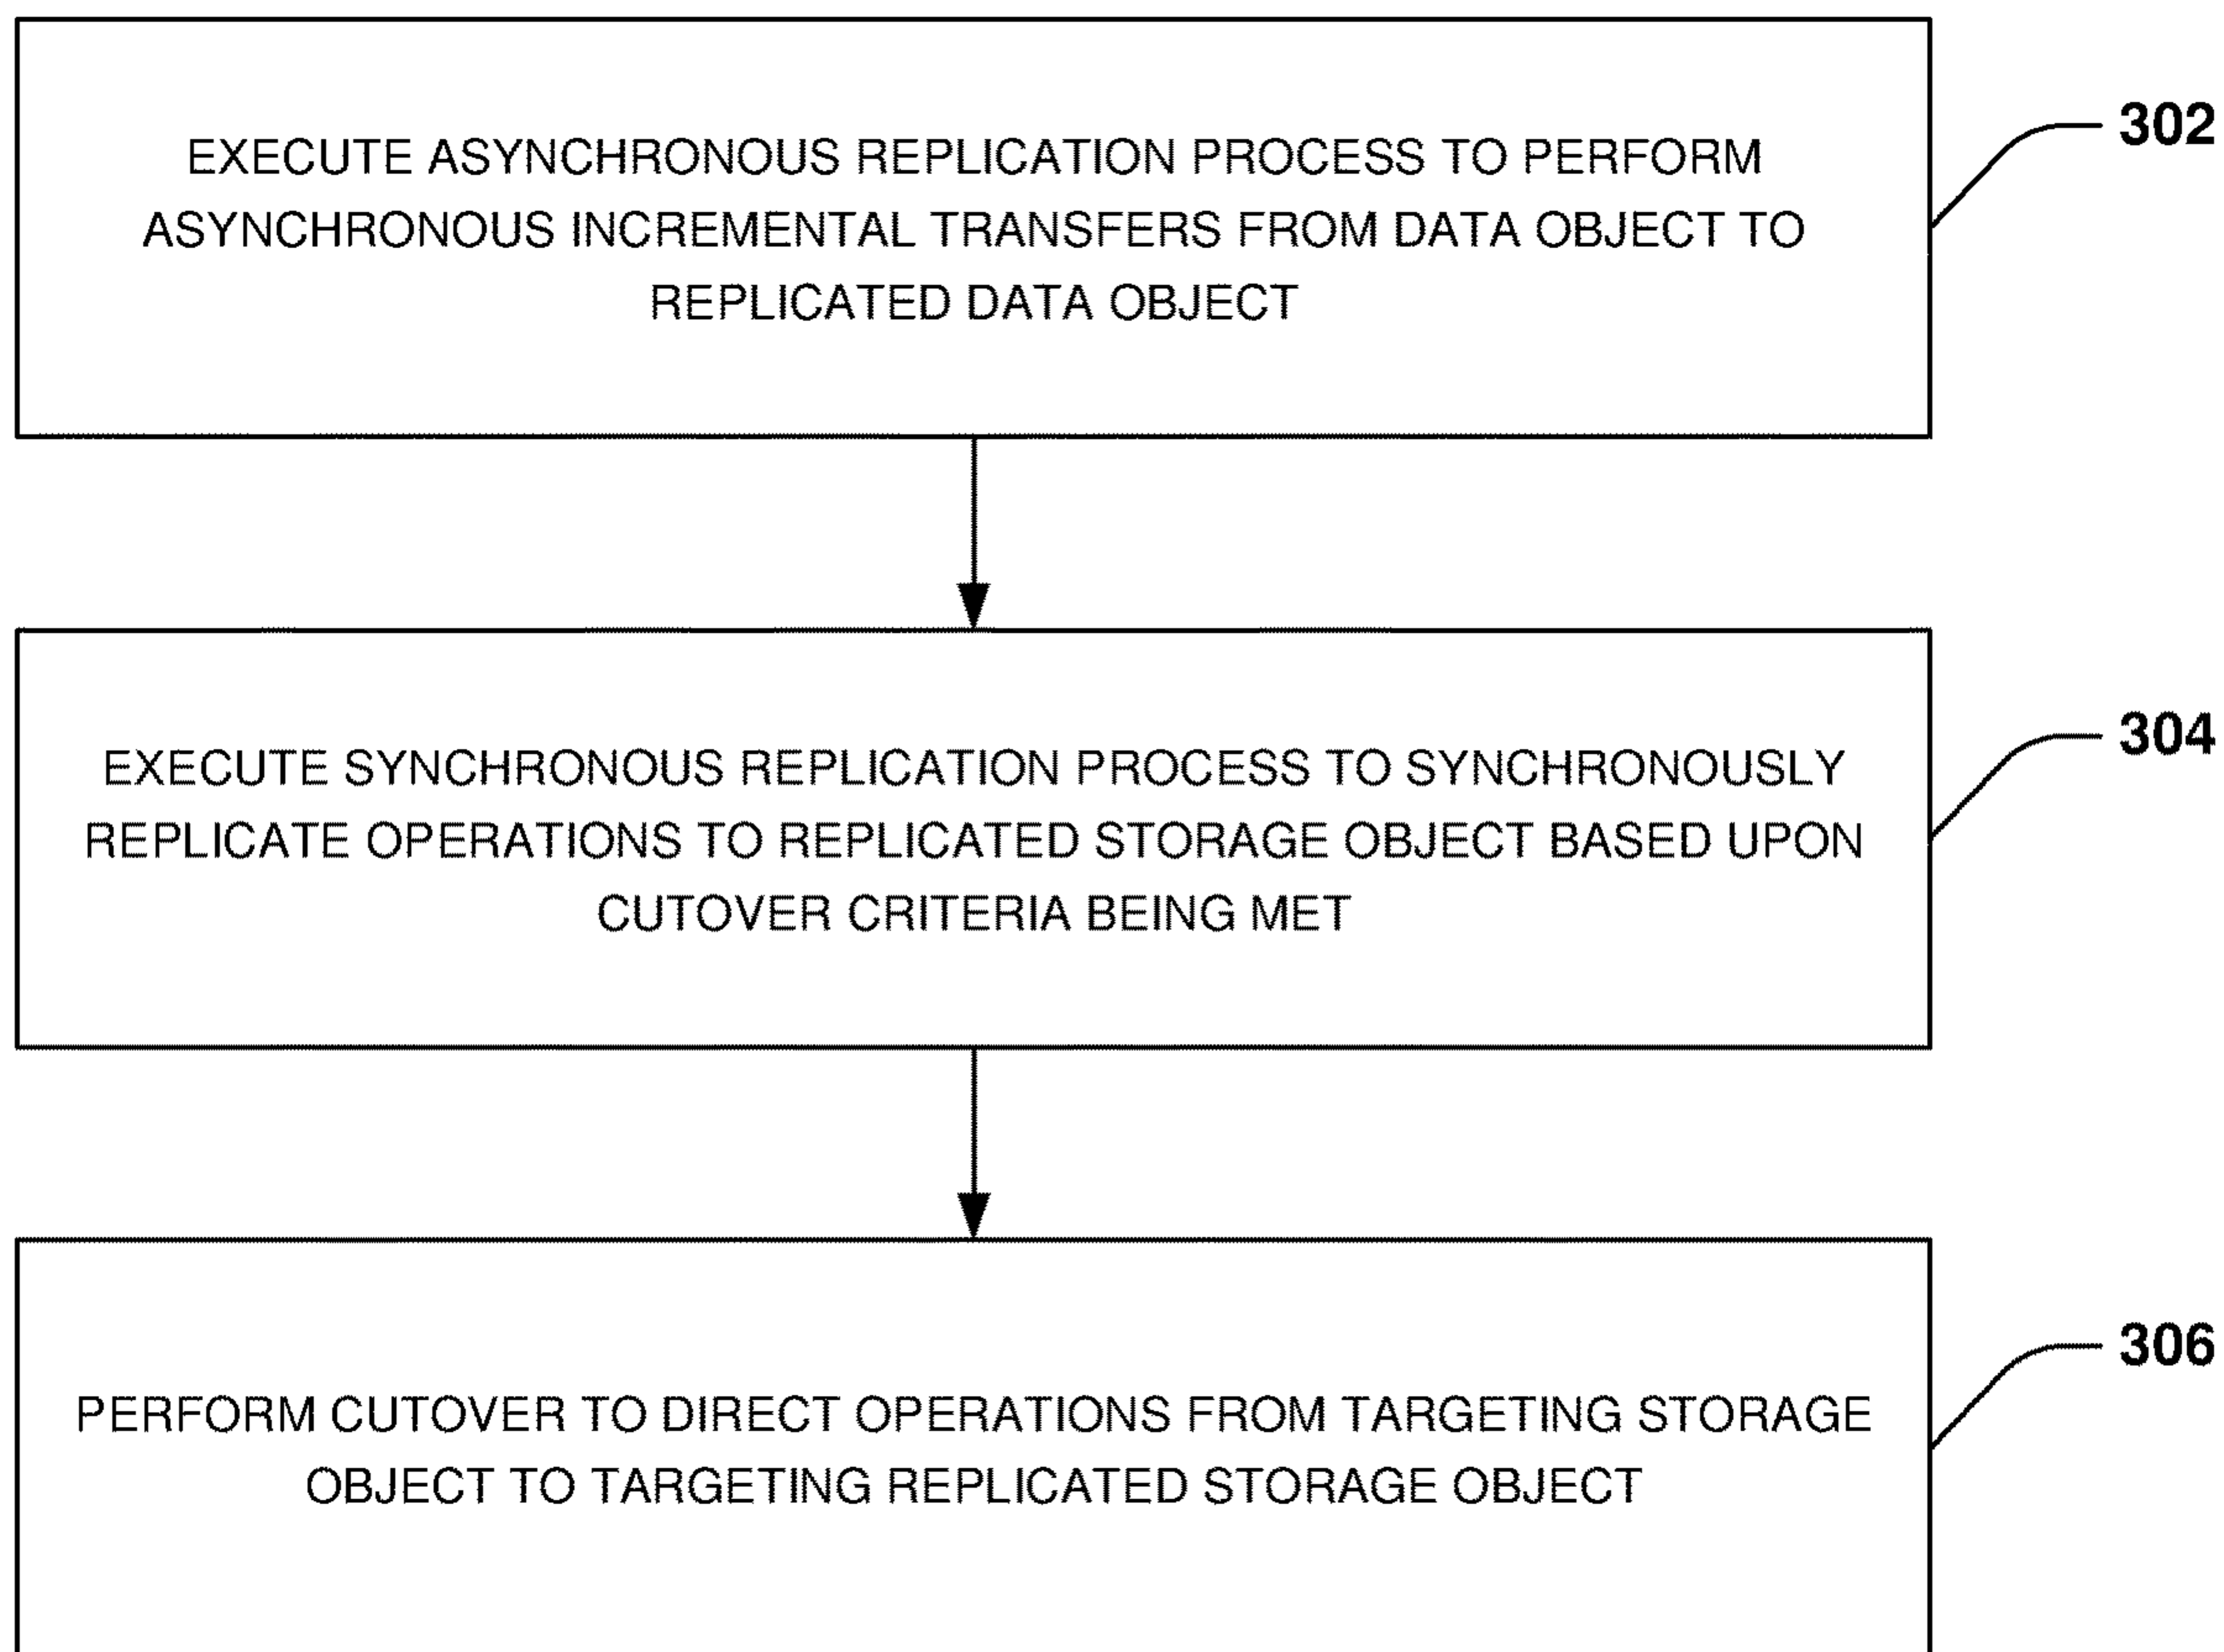 EXECUTE ASYNCHRONOUS REPLICATION PROCESS TO PERFORM
ASYNCHRONOUS INCREMENTAL TRANSFERS FROM DATA OBJECT TO
REPLICATED DATA OBJECT
302
EXECUTE SYNCHRONOUS REPLICATION PROCESS TO SYNCHRONOUSLY
REPLICATE OPERATIONS TO REPLICATED STORAGE OBJECT BASED UPON
CUTOVER CRITERIA BEING MET
304
PERFORM CUTOVER TO DIRECT OPERATIONS FROM TARGETING STORAGE
OBJECT TO TARGETING REPLICATED STORAGE OBJECT
306